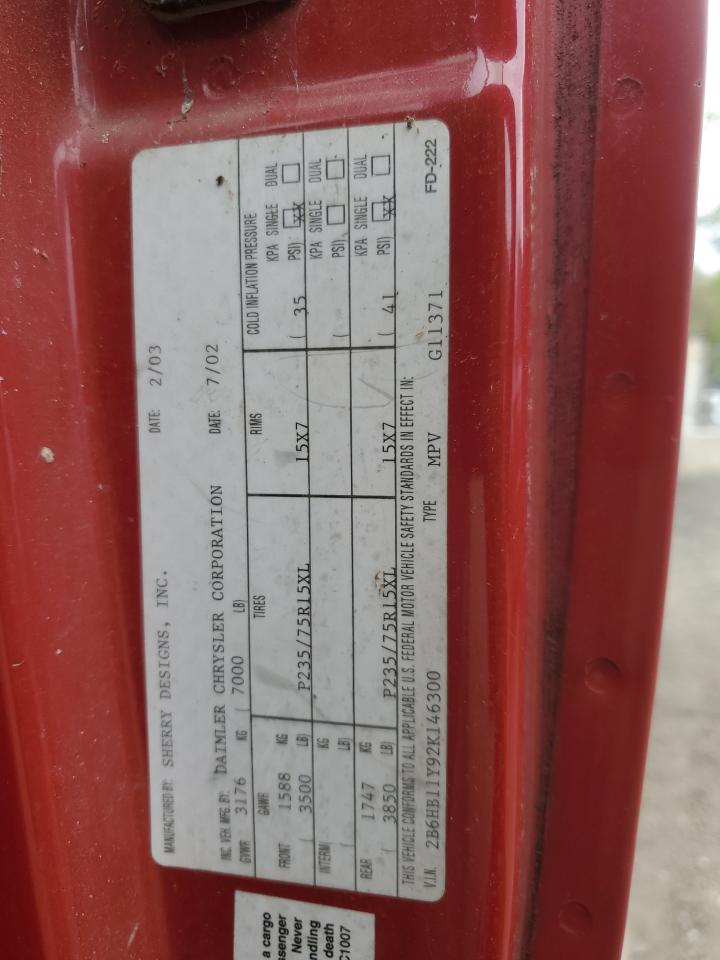 MANUFACTURED BY: SHERRY DESIGNS, INC. DATE: 2/03
INC. VEH. MFG. BY: DAIMLER CHRYSLER CORPORATION DATE: 7/02
GVWR 3176 KG ( 7000 LB)
GAWR TIRES RIMS COLD INFLATION PRESSURE
FRONT 1588 KG KPA SINGLE DUAL
( 3500 LB) P235/75R15XL 15X7 ( 35 PSI) XX
INTERM KG KPA SINGLE DUAL
( LB) ( PSI)
REAR 1747 KG KPA SINGLE DUAL
( 3850 LB) P235/75R15XL 15X7 ( 41 PSI) XX
THIS VEHICLE CONFORMS TO ALL APPLICABLE U.S. FEDERAL MOTOR VEHICLE SAFETY STANDARDS IN EFFECT IN:
V.I.N. 2B6HB11Y92K146300 TYPE MPV G11371 FD-222
a cargo
ssenger
Never
ndling
death
C1007